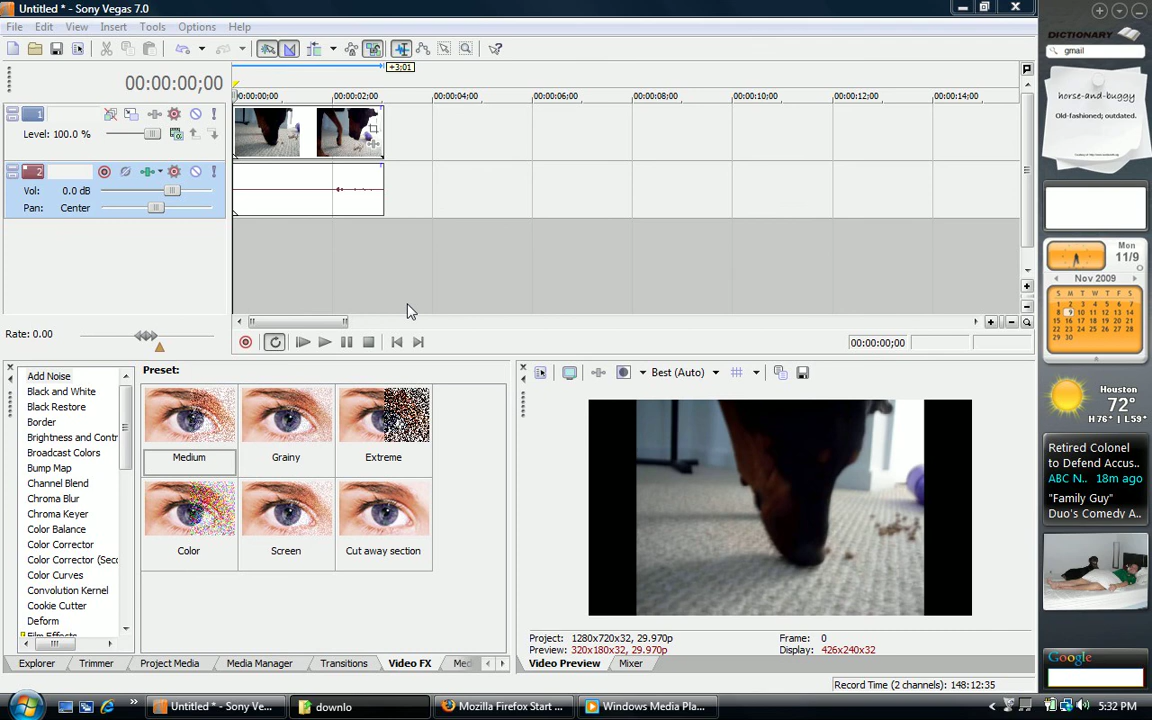 Untitled * - Sony Vegas 7.0
File Edit View Insert Tools Options Help
00:00:00;00
+3:01
00:00:00;00 00:00:02;00 00:00:04;00 00:00:06;00 00:00:08;00 00:00:10;00 00:00:12;00 00:00:14;00
1
Level: 100.0 %
2
Vol: 0.0 dB
Pan: Center
Rate: 0.00
00:00:00;00
Add Noise
Black and White
Black Restore
Border
Brightness and Contr
Broadcast Colors
Bump Map
Channel Blend
Chroma Blur
Chroma Keyer
Color Balance
Color Corrector
Color Corrector (Seco
Color Curves
Convolution Kernel
Cookie Cutter
Deform
Film Effects
Preset:
Medium Grainy Extreme
Color Screen Cut away section
Explorer Trimmer Project Media Media Manager Transitions Video FX Med
Best (Auto)
Project: 1280x720x32, 29.970p Frame: 0
Preview: 320x180x32, 29.970p Display: 426x240x32
Video Preview Mixer
Record Time (2 channels): 148:12:35
Untitled * - Sony Ve... downlo Mozilla Firefox Start ... Windows Media Pla...
5:32 PM
DICTIONARY
gmail
horse-and-buggy
Old-fashioned; outdated.
Mon
11/9
Nov 2009
S M T W T F S
1 2 3 4 5 6 7
8 9 10 11 12 13 14
15 16 17 18 19 20 21
22 23 24 25 26 27 28
29 30
Houston
72°
H 76° L 59°
Retired Colonel
to Defend Accus...
ABC N.. 18m ago
"Family Guy"
Duo's Comedy A..
Google